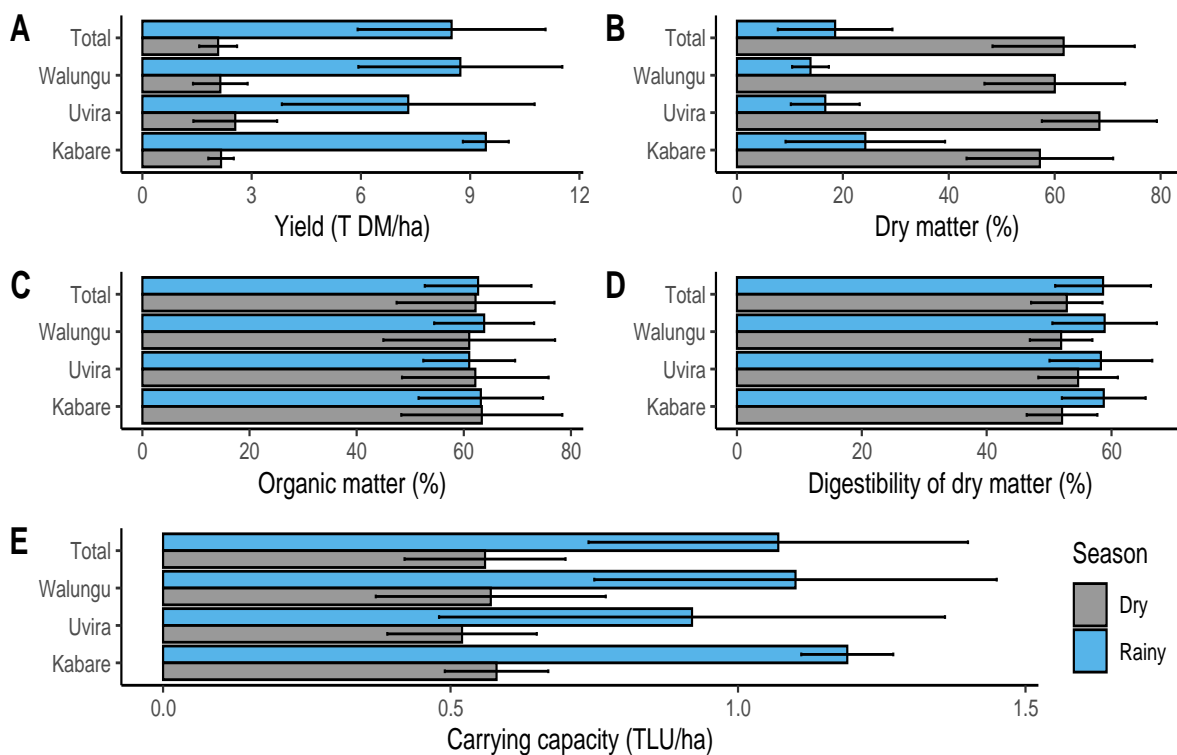 A
Total
Walungu
Uvira
Kabare
0 3 6 9 12
Yield (T DM/ha)
B
Total
Walungu
Uvira
Kabare
0 20 40 60 80
Dry matter (%)
C
Total
Walungu
Uvira
Kabare
0 20 40 60 80
Organic matter (%)
D
Total
Walungu
Uvira
Kabare
0 20 40 60
Digestibility of dry matter (%)
E
Total
Walungu
Uvira
Kabare
0.0 0.5 1.0 1.5
Carrying capacity (TLU/ha)
Season
Dry
Rainy